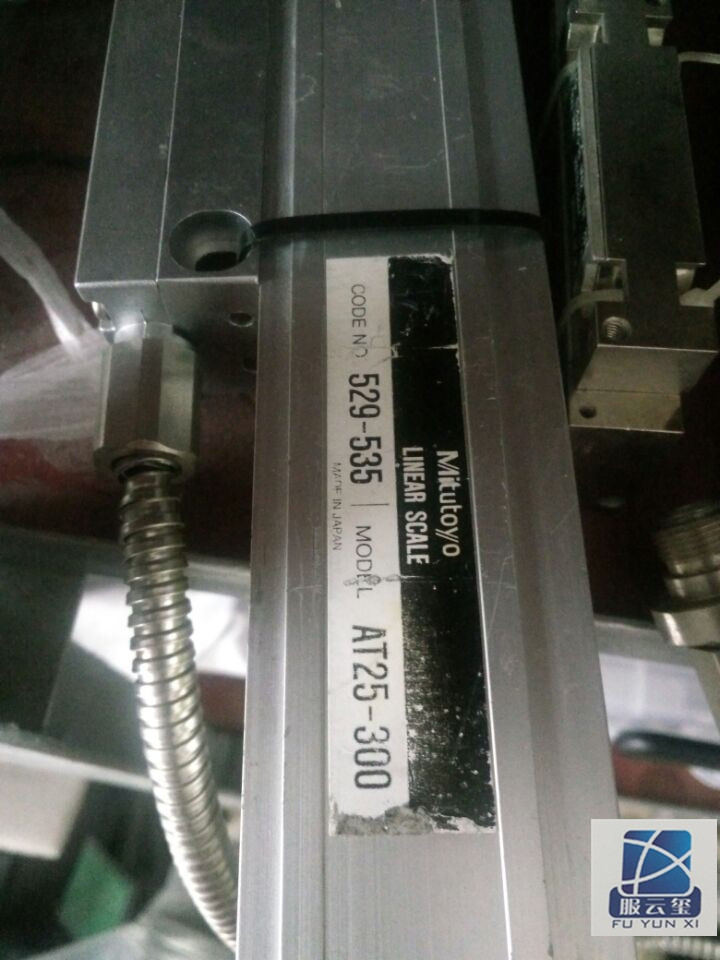 Mitutoyo
LINEAR SCALE
CODE NO 529-535 | MODEL AT25-300
MADE IN JAPAN
服云玺
FU YUN XI